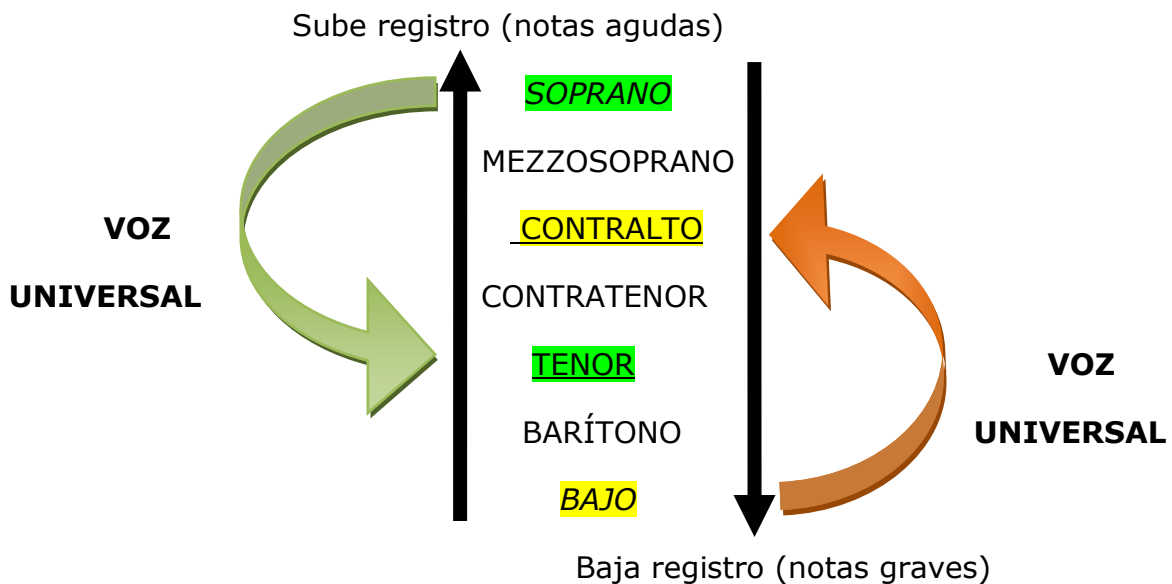 Sube registro (notas agudas)
SOPRANO
MEZZOSOPRANO
VOZ
UNIVERSAL
CONTRALTO
CONTRATENOR
TENOR
BARÍTONO
BAJO
VOZ
UNIVERSAL
Baja registro (notas graves)